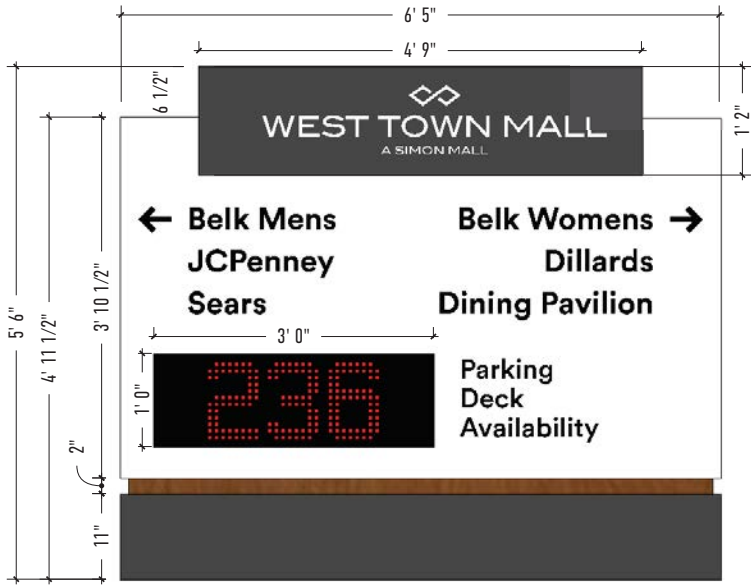 6' 5"
4' 9"
6 1/2"
1' 2"
WEST TOWN MALL
A SIMON MALL
← Belk Mens
Belk Womens →
JCPenney
Dillards
Sears
Dining Pavilion
5' 6"
4' 11 1/2"
3' 10 1/2"
3' 0"
1' 0"
236
Parking
Deck
Availability
2"
11"